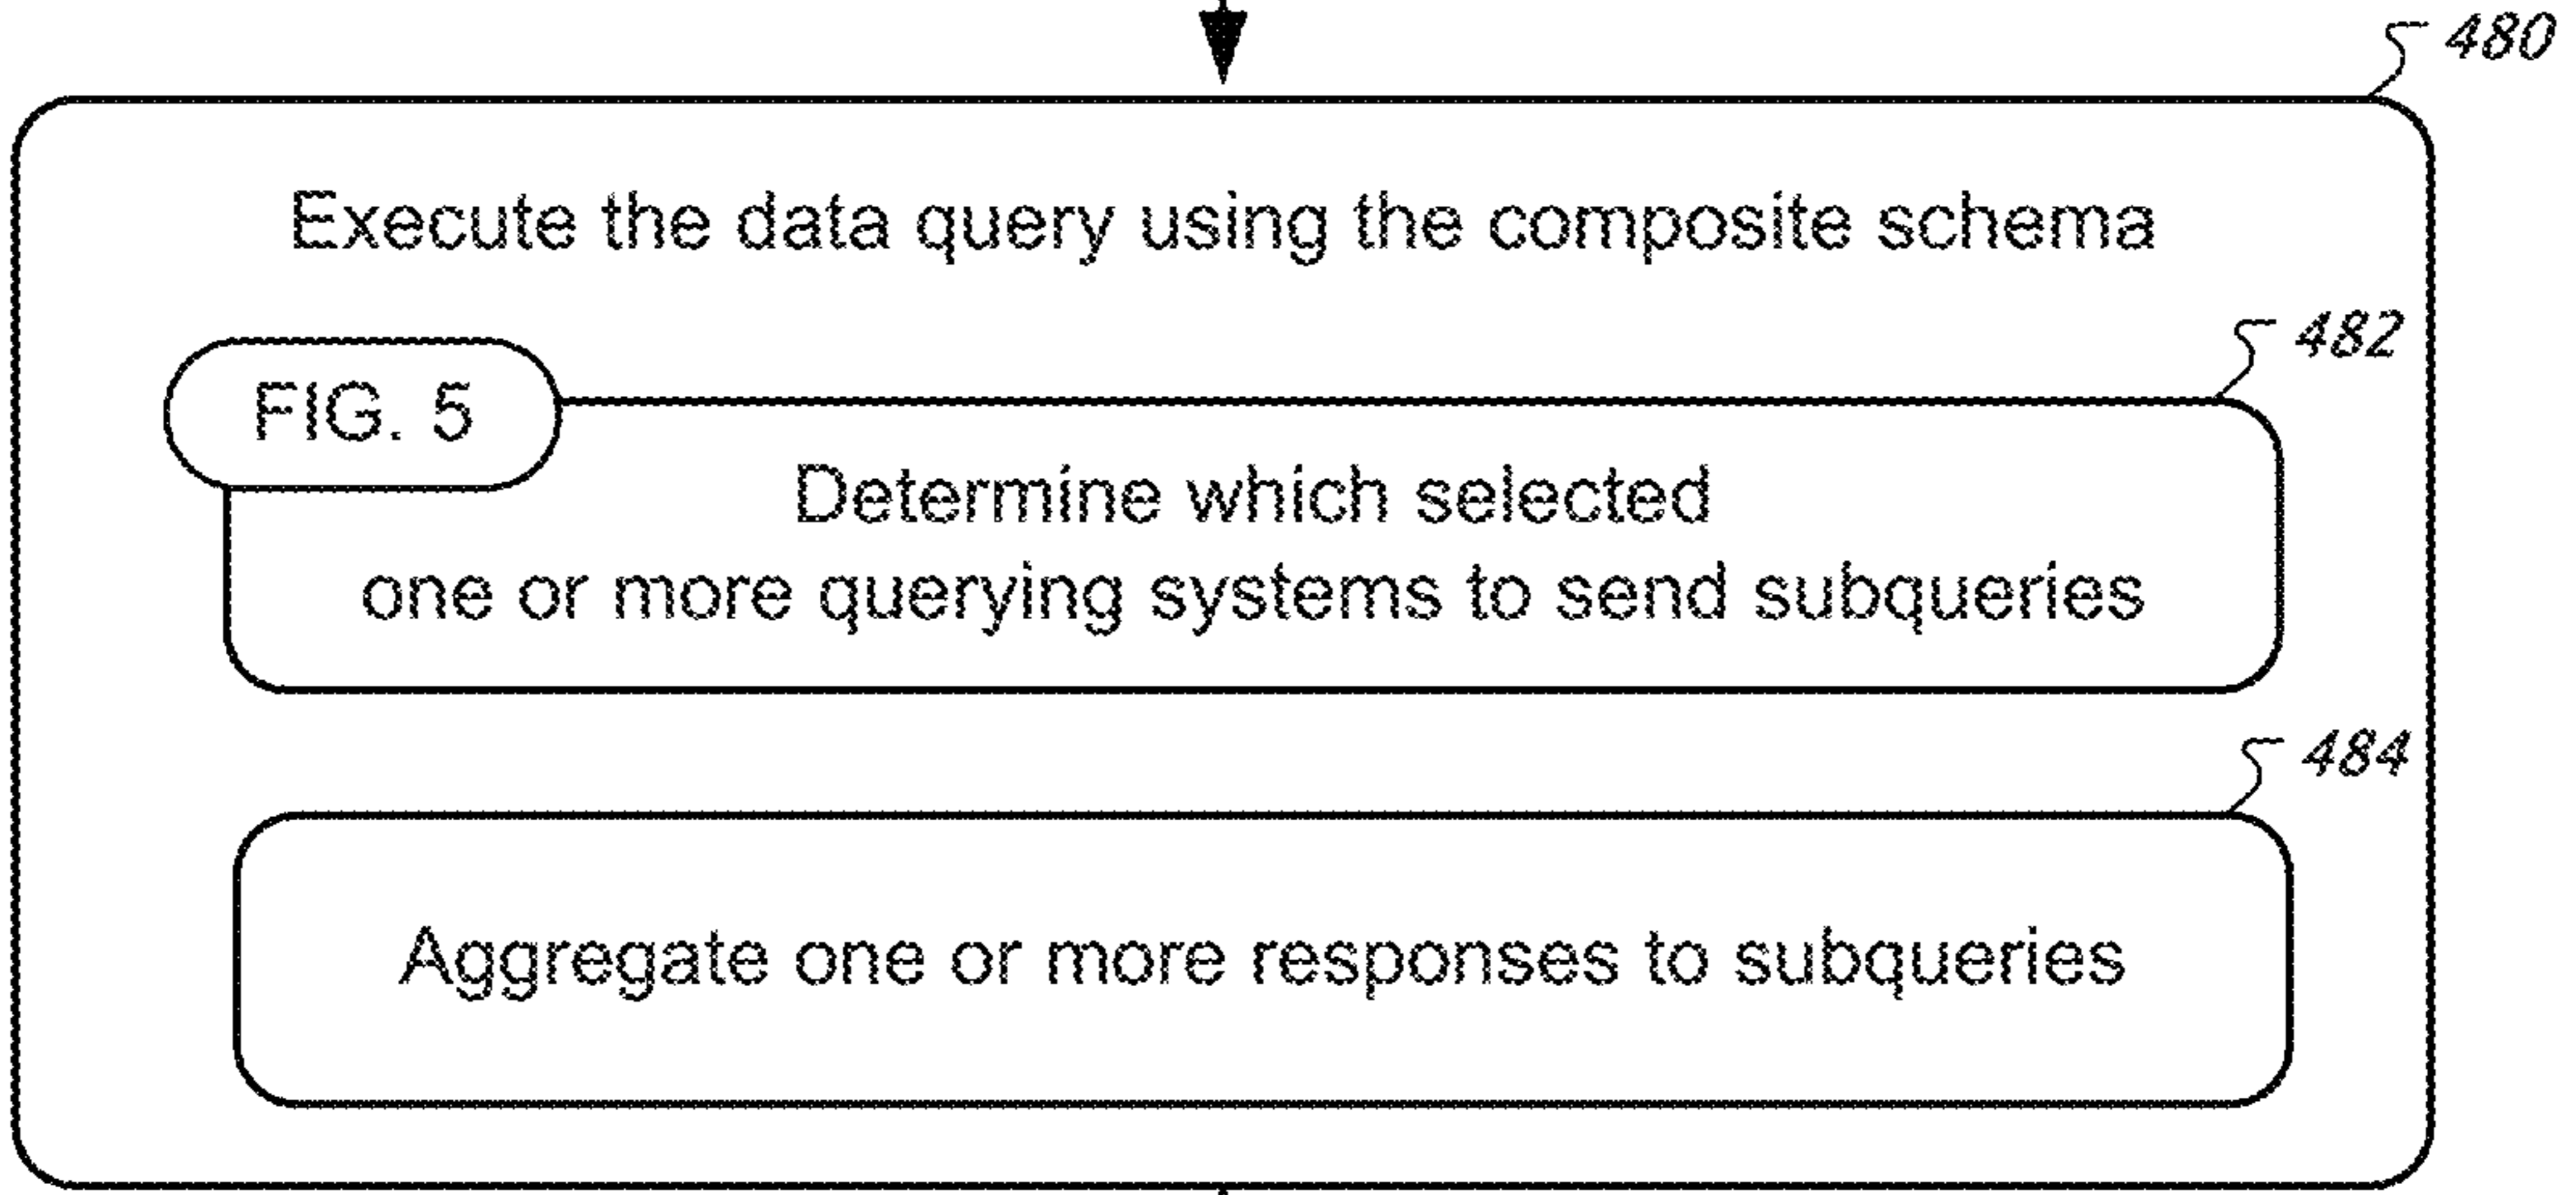 480
Execute the data query using the composite schema
482
FIG. 5
Determine which selected
one or more querying systems to send subqueries
484
Aggregate one or more responses to subqueries